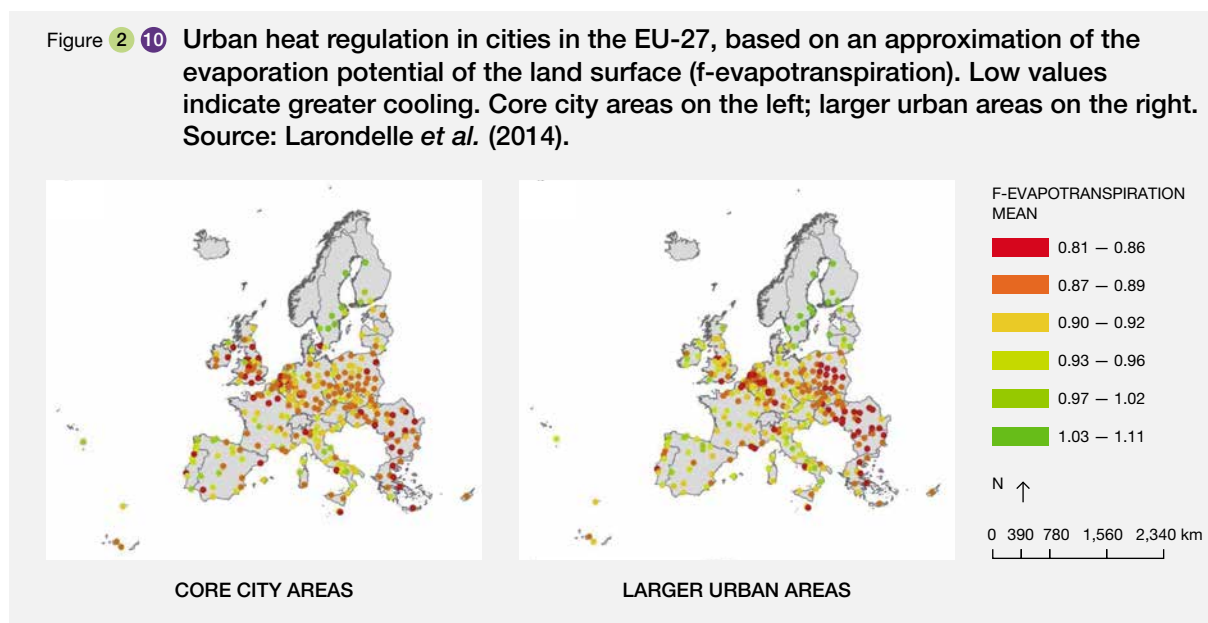 Figure 2 10 Urban heat regulation in cities in the EU-27, based on an approximation of the
evaporation potential of the land surface (f-evapotranspiration). Low values
indicate greater cooling. Core city areas on the left; larger urban areas on the right.
Source: Larondelle et al. (2014).
F-EVAPOTRANSPIRATION
MEAN
0.81 — 0.86
0.87 — 0.89
0.90 — 0.92
0.93 — 0.96
0.97 — 1.02
1.03 — 1.11
N
0 390 780 1,560 2,340 km
CORE CITY AREAS
LARGER URBAN AREAS